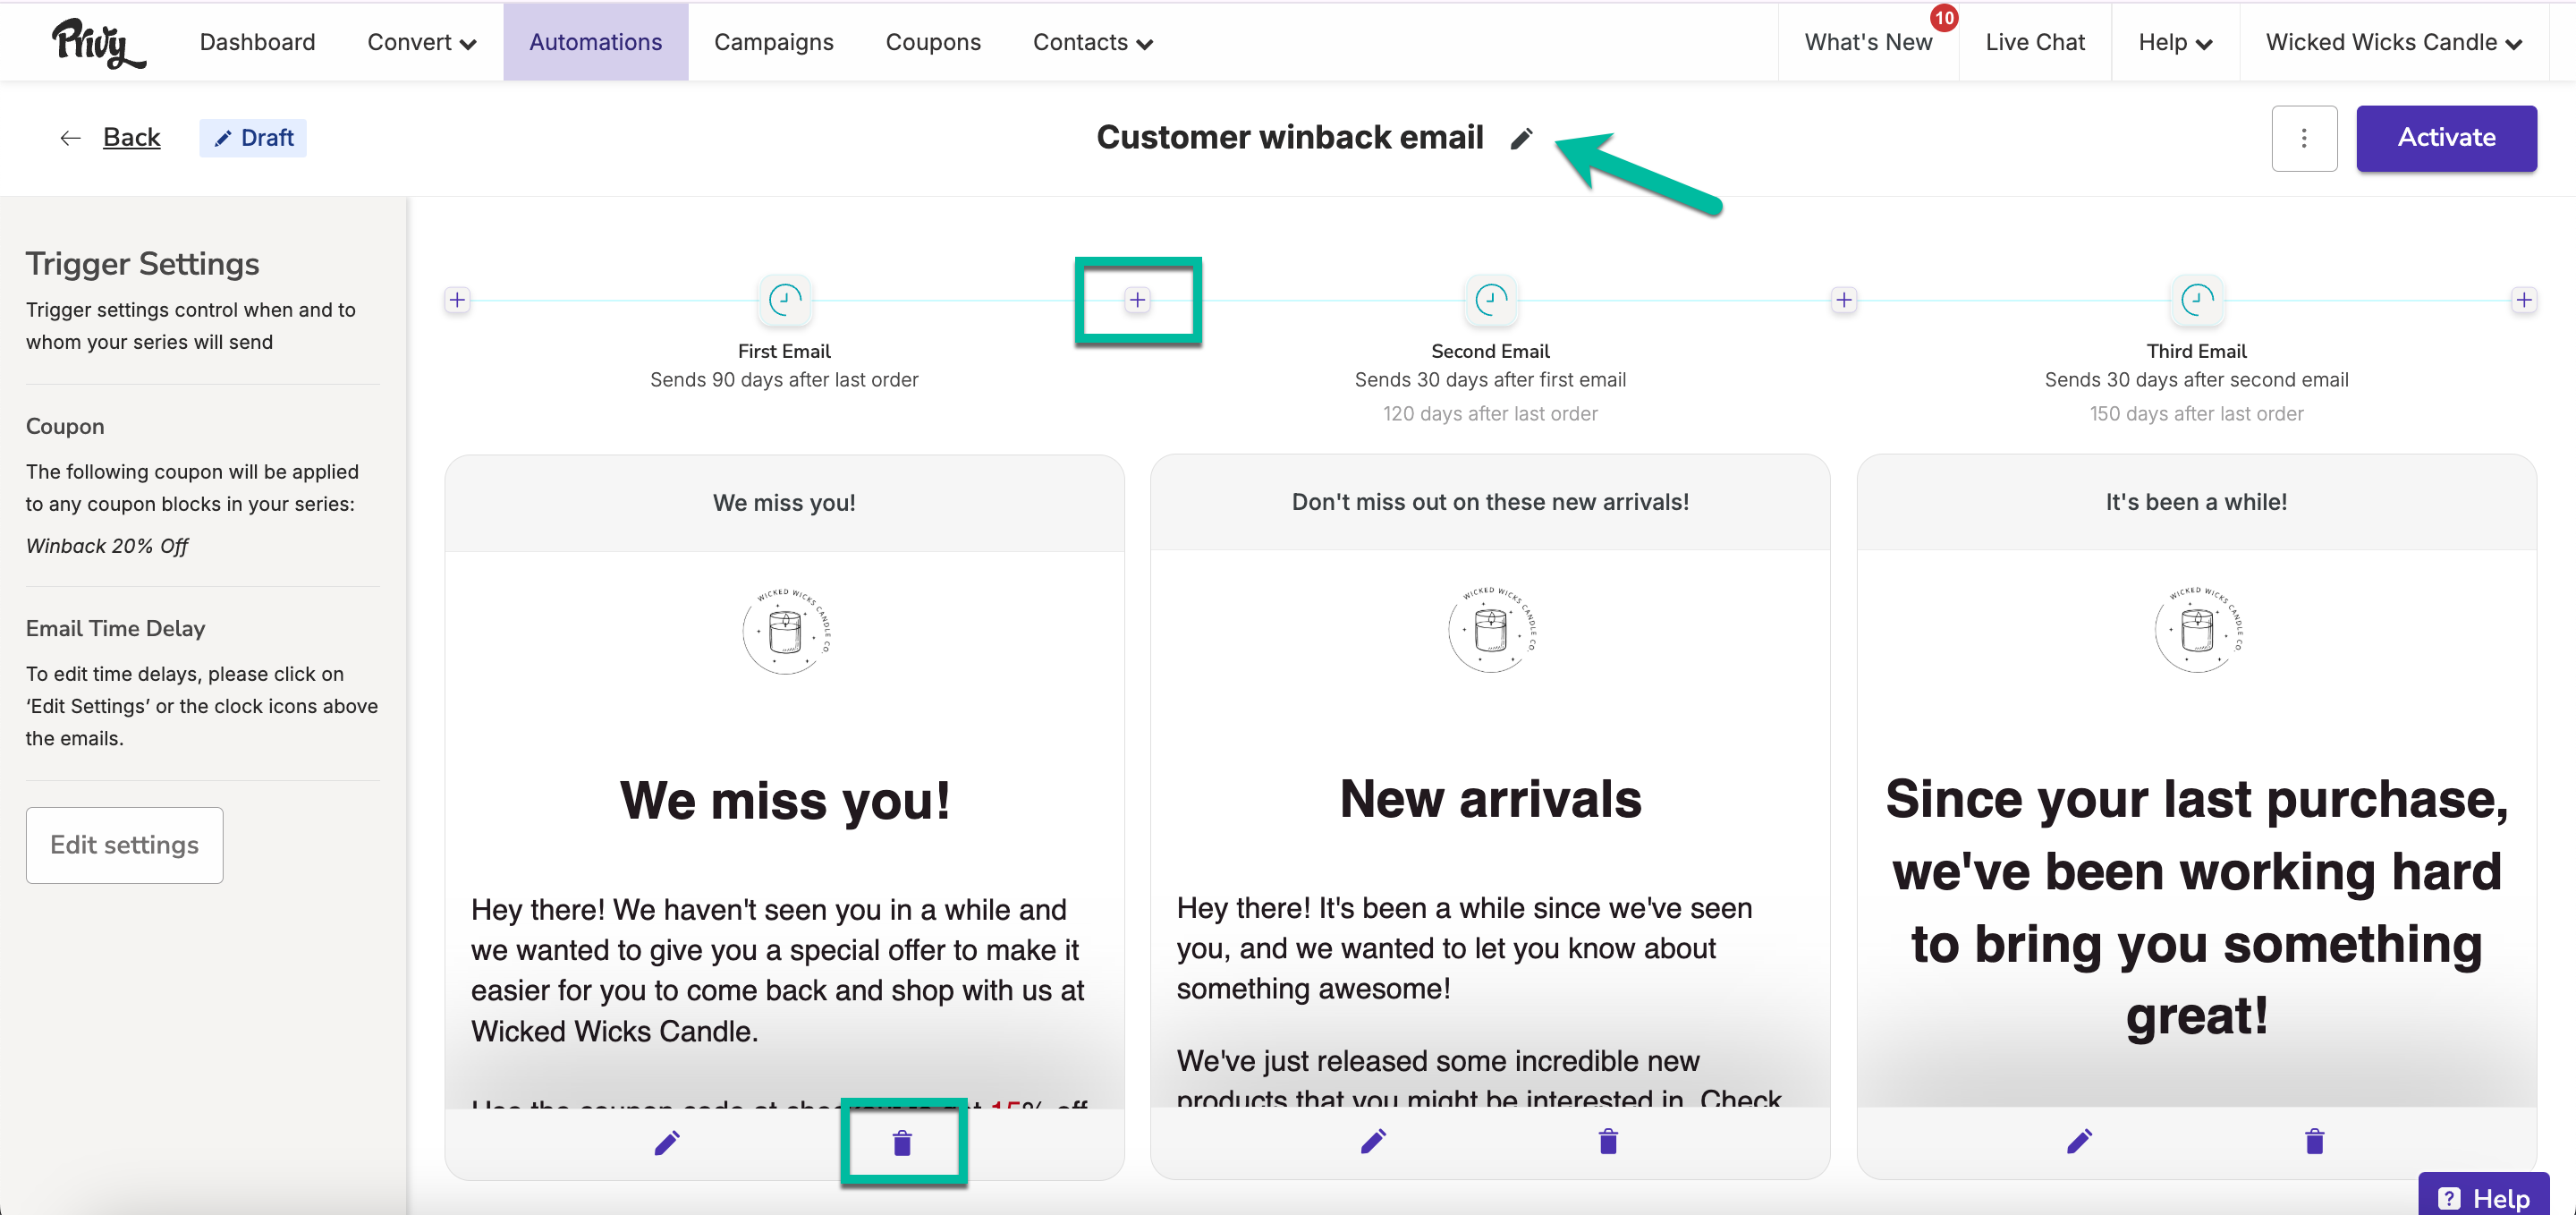 Privy
Dashboard
Convert
Automations
Campaigns
Coupons
Contacts
What's New
10
Live Chat
Help
Wicked Wicks Candle
Back
Draft
Customer winback email
Activate
Trigger Settings
Trigger settings control when and to
whom your series will send
Coupon
The following coupon will be applied
to any coupon blocks in your series:
Winback 20% Off
Email Time Delay
To edit time delays, please click on
‘Edit Settings’ or the clock icons above
the emails.
Edit settings
First Email
Sends 90 days after last order
Second Email
Sends 30 days after first email
120 days after last order
Third Email
Sends 30 days after second email
150 days after last order
We miss you!
WICKED WICKS CANDLE CO.
We miss you!
Hey there! We haven't seen you in a while and
we wanted to give you a special offer to make it
easier for you to come back and shop with us at
Wicked Wicks Candle.
Use the coupon code at checkout to get 15% off
Don't miss out on these new arrivals!
WICKED WICKS CANDLE CO.
New arrivals
Hey there! It's been a while since we've seen
you, and we wanted to let you know about
something awesome!
We've just released some incredible new
products that you might be interested in. Check
It's been a while!
WICKED WICKS CANDLE CO.
Since your last purchase,
we've been working hard
to bring you something
great!
? Help